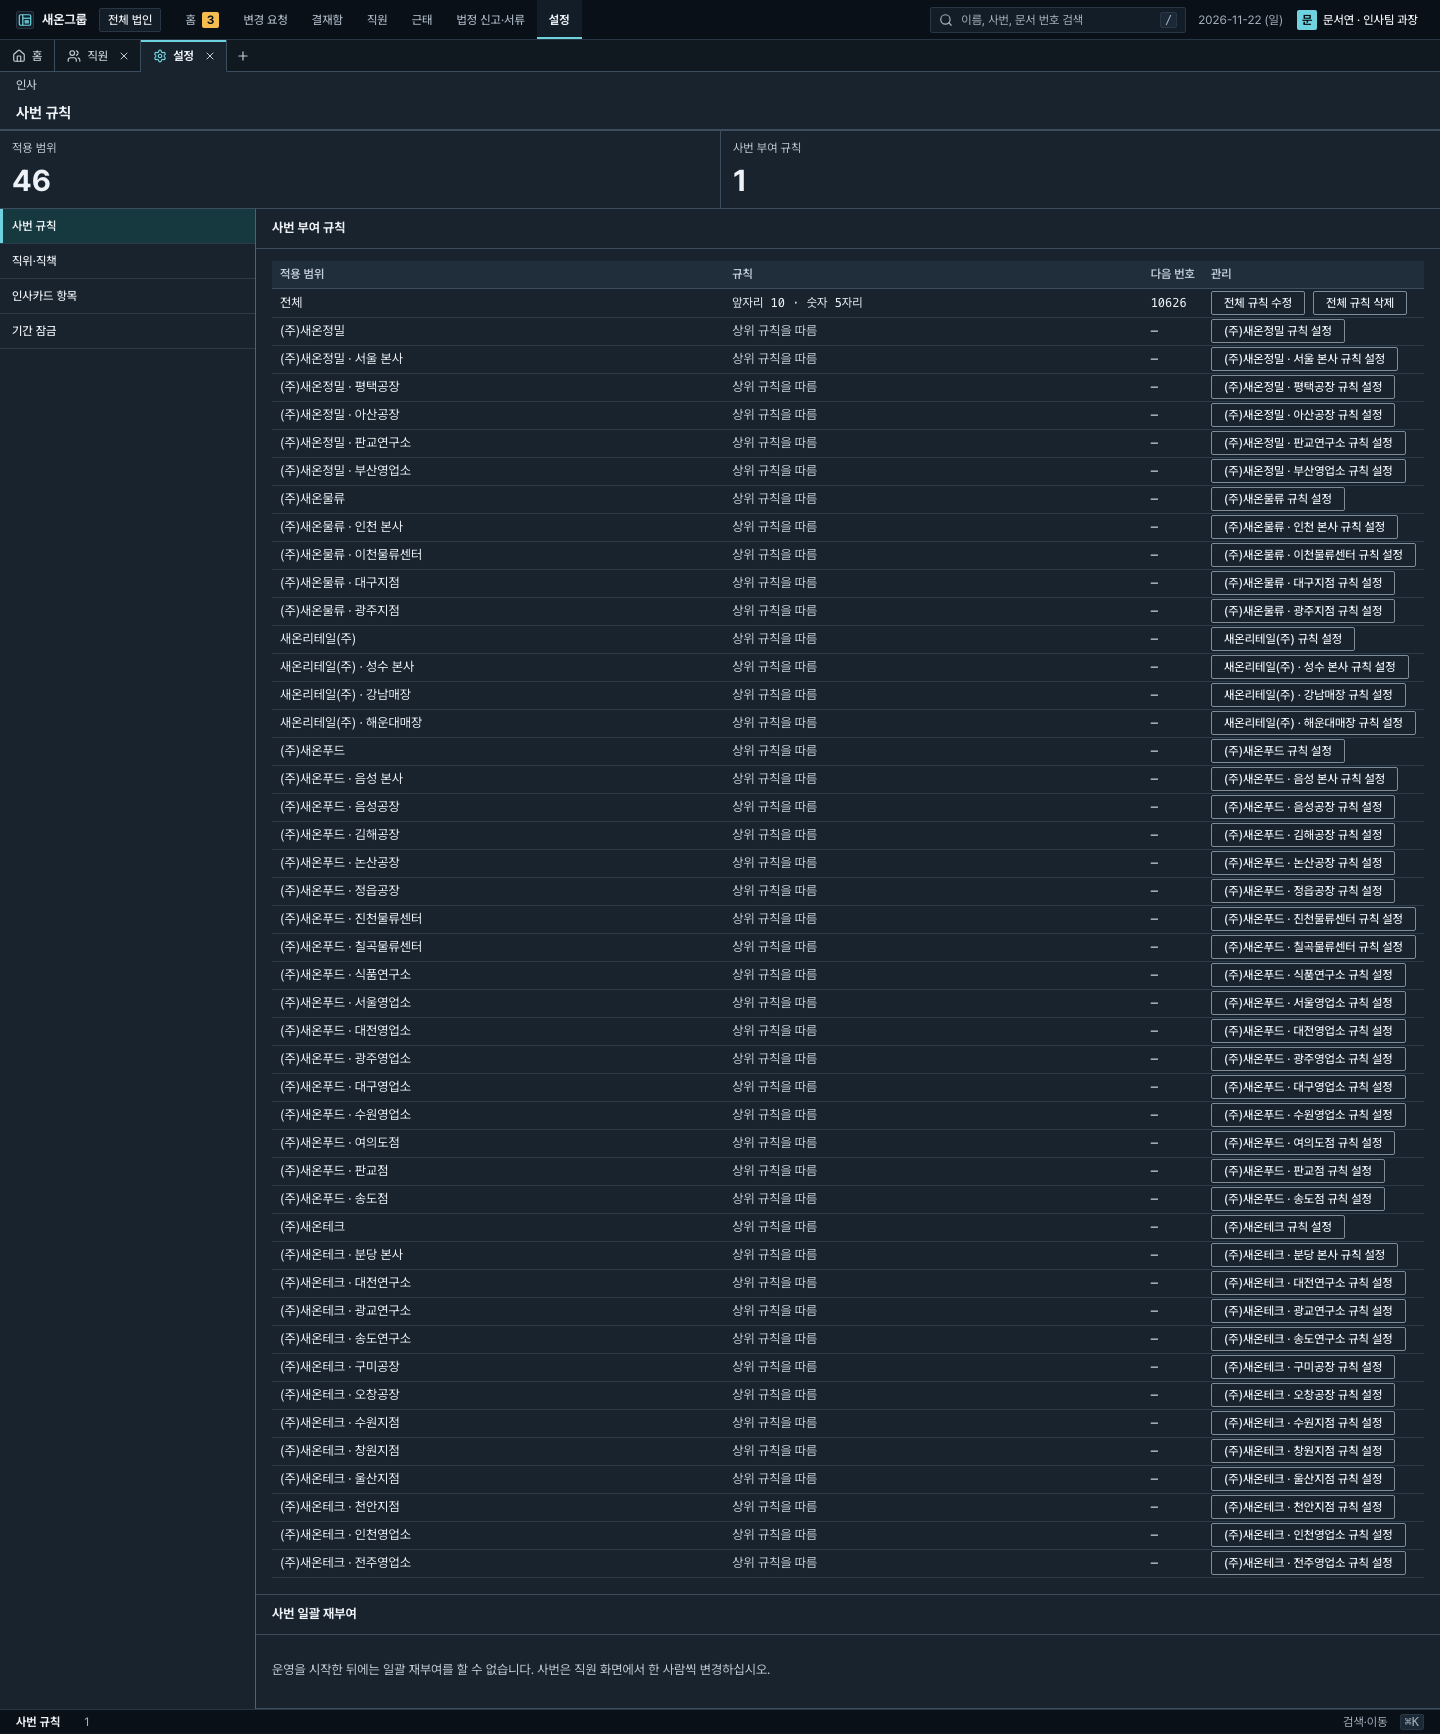 새온그룹 전체 법인 홈 3 변경 요청 결재함 직원 근태 법정 신고·서류 설정 이름, 사번, 문서 번호 검색 / 2026-11-22 (일) 문 문서연 · 인사팀 과장
홈 직원 설정
인사
사번 규칙
적용 범위 사번 부여 규칙
46 1
사번 규칙
직위·직책
인사카드 항목
기간 잠금
사번 부여 규칙
적용 범위 규칙 다음 번호 관리
전체 앞자리 10 · 숫자 5자리 10626 전체 규칙 수정 전체 규칙 삭제
(주)새온정밀 상위 규칙을 따름 — (주)새온정밀 규칙 설정
(주)새온정밀 · 서울 본사 상위 규칙을 따름 — (주)새온정밀 · 서울 본사 규칙 설정
(주)새온정밀 · 평택공장 상위 규칙을 따름 — (주)새온정밀 · 평택공장 규칙 설정
(주)새온정밀 · 아산공장 상위 규칙을 따름 — (주)새온정밀 · 아산공장 규칙 설정
(주)새온정밀 · 판교연구소 상위 규칙을 따름 — (주)새온정밀 · 판교연구소 규칙 설정
(주)새온정밀 · 부산영업소 상위 규칙을 따름 — (주)새온정밀 · 부산영업소 규칙 설정
(주)새온물류 상위 규칙을 따름 — (주)새온물류 규칙 설정
(주)새온물류 · 인천 본사 상위 규칙을 따름 — (주)새온물류 · 인천 본사 규칙 설정
(주)새온물류 · 이천물류센터 상위 규칙을 따름 — (주)새온물류 · 이천물류센터 규칙 설정
(주)새온물류 · 대구지점 상위 규칙을 따름 — (주)새온물류 · 대구지점 규칙 설정
(주)새온물류 · 광주지점 상위 규칙을 따름 — (주)새온물류 · 광주지점 규칙 설정
새온리테일(주) 상위 규칙을 따름 — 새온리테일(주) 규칙 설정
새온리테일(주) · 성수 본사 상위 규칙을 따름 — 새온리테일(주) · 성수 본사 규칙 설정
새온리테일(주) · 강남매장 상위 규칙을 따름 — 새온리테일(주) · 강남매장 규칙 설정
새온리테일(주) · 해운대매장 상위 규칙을 따름 — 새온리테일(주) · 해운대매장 규칙 설정
(주)새온푸드 상위 규칙을 따름 — (주)새온푸드 규칙 설정
(주)새온푸드 · 음성 본사 상위 규칙을 따름 — (주)새온푸드 · 음성 본사 규칙 설정
(주)새온푸드 · 음성공장 상위 규칙을 따름 — (주)새온푸드 · 음성공장 규칙 설정
(주)새온푸드 · 김해공장 상위 규칙을 따름 — (주)새온푸드 · 김해공장 규칙 설정
(주)새온푸드 · 논산공장 상위 규칙을 따름 — (주)새온푸드 · 논산공장 규칙 설정
(주)새온푸드 · 정읍공장 상위 규칙을 따름 — (주)새온푸드 · 정읍공장 규칙 설정
(주)새온푸드 · 진천물류센터 상위 규칙을 따름 — (주)새온푸드 · 진천물류센터 규칙 설정
(주)새온푸드 · 칠곡물류센터 상위 규칙을 따름 — (주)새온푸드 · 칠곡물류센터 규칙 설정
(주)새온푸드 · 식품연구소 상위 규칙을 따름 — (주)새온푸드 · 식품연구소 규칙 설정
(주)새온푸드 · 서울영업소 상위 규칙을 따름 — (주)새온푸드 · 서울영업소 규칙 설정
(주)새온푸드 · 대전영업소 상위 규칙을 따름 — (주)새온푸드 · 대전영업소 규칙 설정
(주)새온푸드 · 광주영업소 상위 규칙을 따름 — (주)새온푸드 · 광주영업소 규칙 설정
(주)새온푸드 · 대구영업소 상위 규칙을 따름 — (주)새온푸드 · 대구영업소 규칙 설정
(주)새온푸드 · 수원영업소 상위 규칙을 따름 — (주)새온푸드 · 수원영업소 규칙 설정
(주)새온푸드 · 여의도점 상위 규칙을 따름 — (주)새온푸드 · 여의도점 규칙 설정
(주)새온푸드 · 판교점 상위 규칙을 따름 — (주)새온푸드 · 판교점 규칙 설정
(주)새온푸드 · 송도점 상위 규칙을 따름 — (주)새온푸드 · 송도점 규칙 설정
(주)새온테크 상위 규칙을 따름 — (주)새온테크 규칙 설정
(주)새온테크 · 분당 본사 상위 규칙을 따름 — (주)새온테크 · 분당 본사 규칙 설정
(주)새온테크 · 대전연구소 상위 규칙을 따름 — (주)새온테크 · 대전연구소 규칙 설정
(주)새온테크 · 광교연구소 상위 규칙을 따름 — (주)새온테크 · 광교연구소 규칙 설정
(주)새온테크 · 송도연구소 상위 규칙을 따름 — (주)새온테크 · 송도연구소 규칙 설정
(주)새온테크 · 구미공장 상위 규칙을 따름 — (주)새온테크 · 구미공장 규칙 설정
(주)새온테크 · 오창공장 상위 규칙을 따름 — (주)새온테크 · 오창공장 규칙 설정
(주)새온테크 · 수원지점 상위 규칙을 따름 — (주)새온테크 · 수원지점 규칙 설정
(주)새온테크 · 창원지점 상위 규칙을 따름 — (주)새온테크 · 창원지점 규칙 설정
(주)새온테크 · 울산지점 상위 규칙을 따름 — (주)새온테크 · 울산지점 규칙 설정
(주)새온테크 · 천안지점 상위 규칙을 따름 — (주)새온테크 · 천안지점 규칙 설정
(주)새온테크 · 인천영업소 상위 규칙을 따름 — (주)새온테크 · 인천영업소 규칙 설정
(주)새온테크 · 전주영업소 상위 규칙을 따름 — (주)새온테크 · 전주영업소 규칙 설정
사번 일괄 재부여
운영을 시작한 뒤에는 일괄 재부여를 할 수 없습니다. 사번은 직원 화면에서 한 사람씩 변경하십시오.
사번 규칙 1 검색·이동 ⌘K